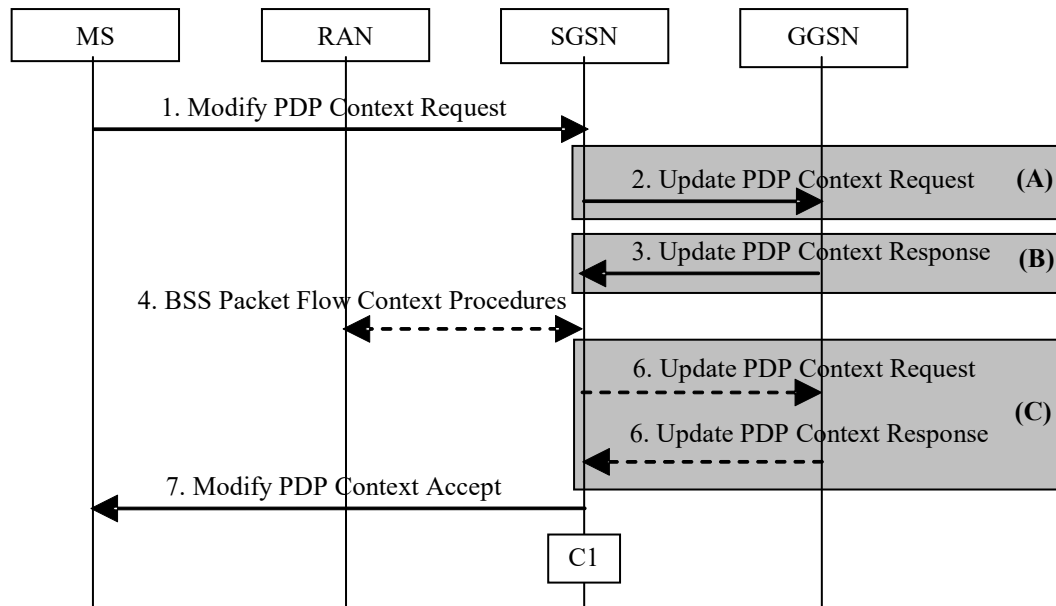 MS RAN SGSN GGSN
1. Modify PDP Context Request
2. Update PDP Context Request (A)
3. Update PDP Context Response (B)
4. BSS Packet Flow Context Procedures
6. Update PDP Context Request
(C)
6. Update PDP Context Response
7. Modify PDP Context Accept
C1